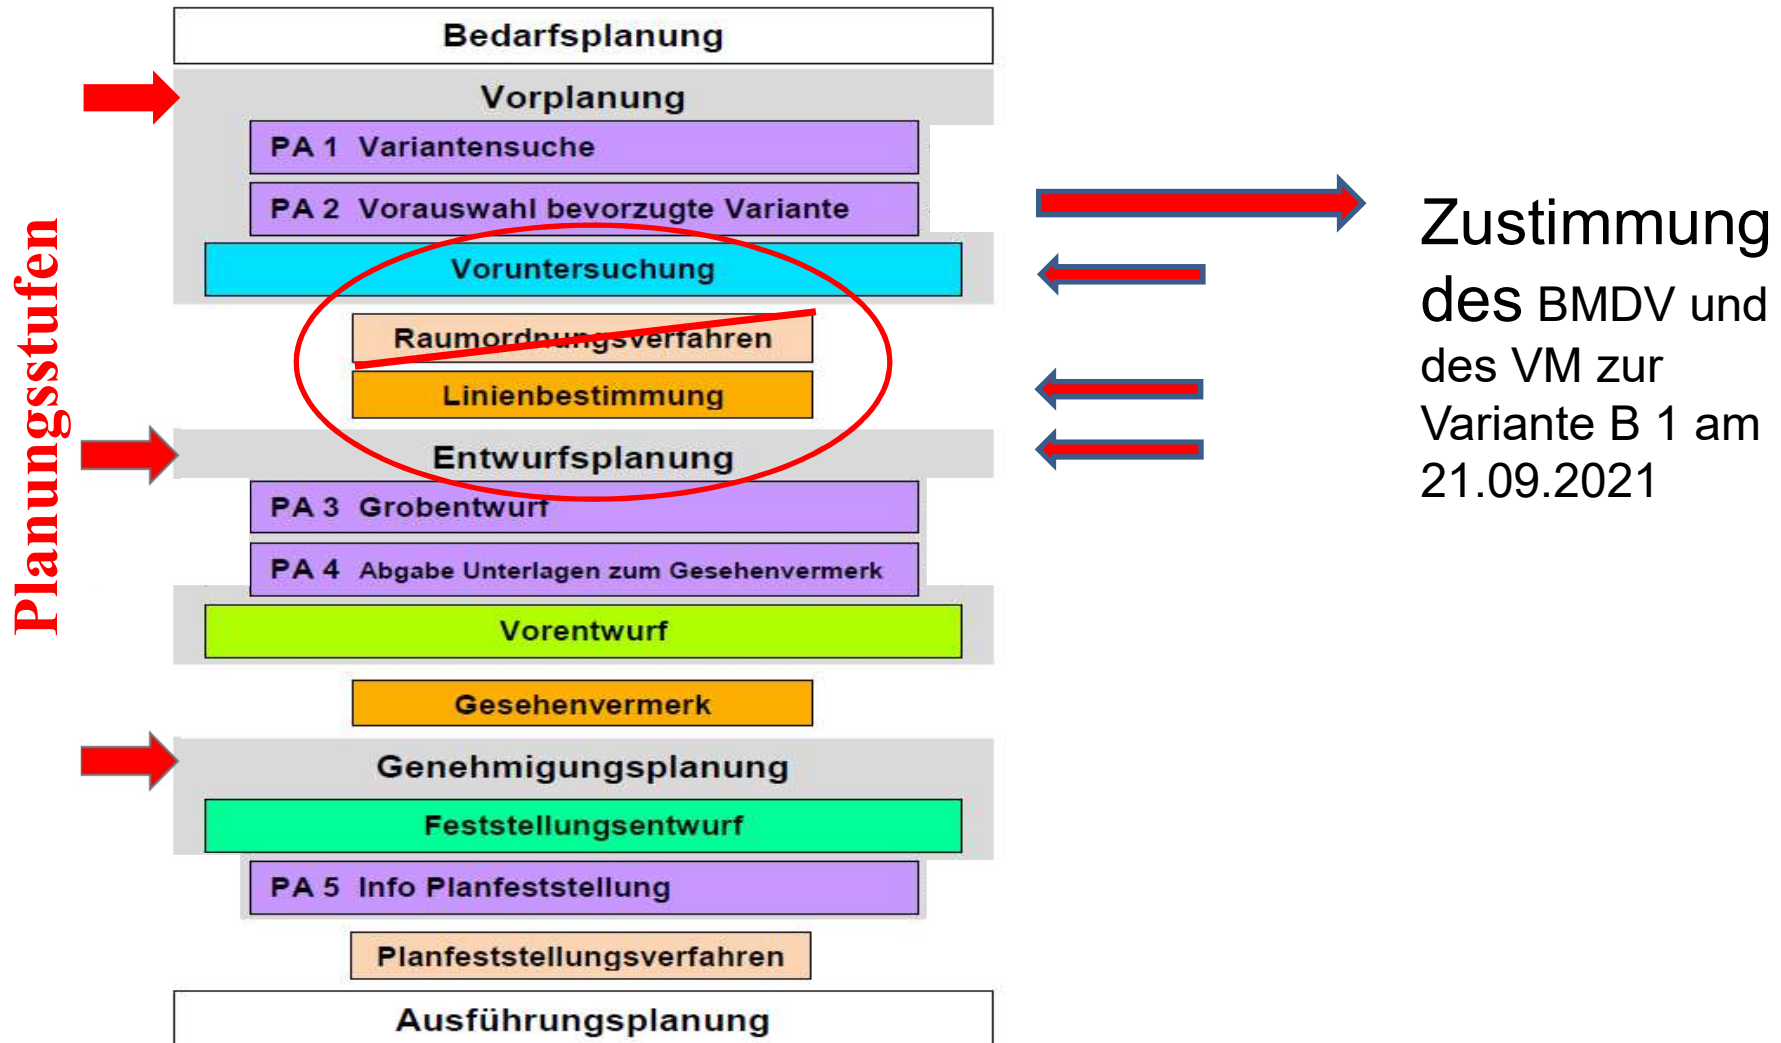 Planungsstufen
Bedarfsplanung
Vorplanung
PA 1 Variantensuche
PA 2 Vorauswahl bevorzugte Variante
Voruntersuchung
Raumordnungsverfahren
Linienbestimmung
Entwurfsplanung
PA 3 Grobentwurf
PA 4 Abgabe Unterlagen zum Gesehenvermerk
Vorentwurf
Gesehenvermerk
Genehmigungsplanung
Feststellungsentwurf
PA 5 Info Planfeststellung
Planfeststellungsverfahren
Ausführungsplanung
Zustimmung
des BMDV und
des VM zur
Variante B 1 am
21.09.2021